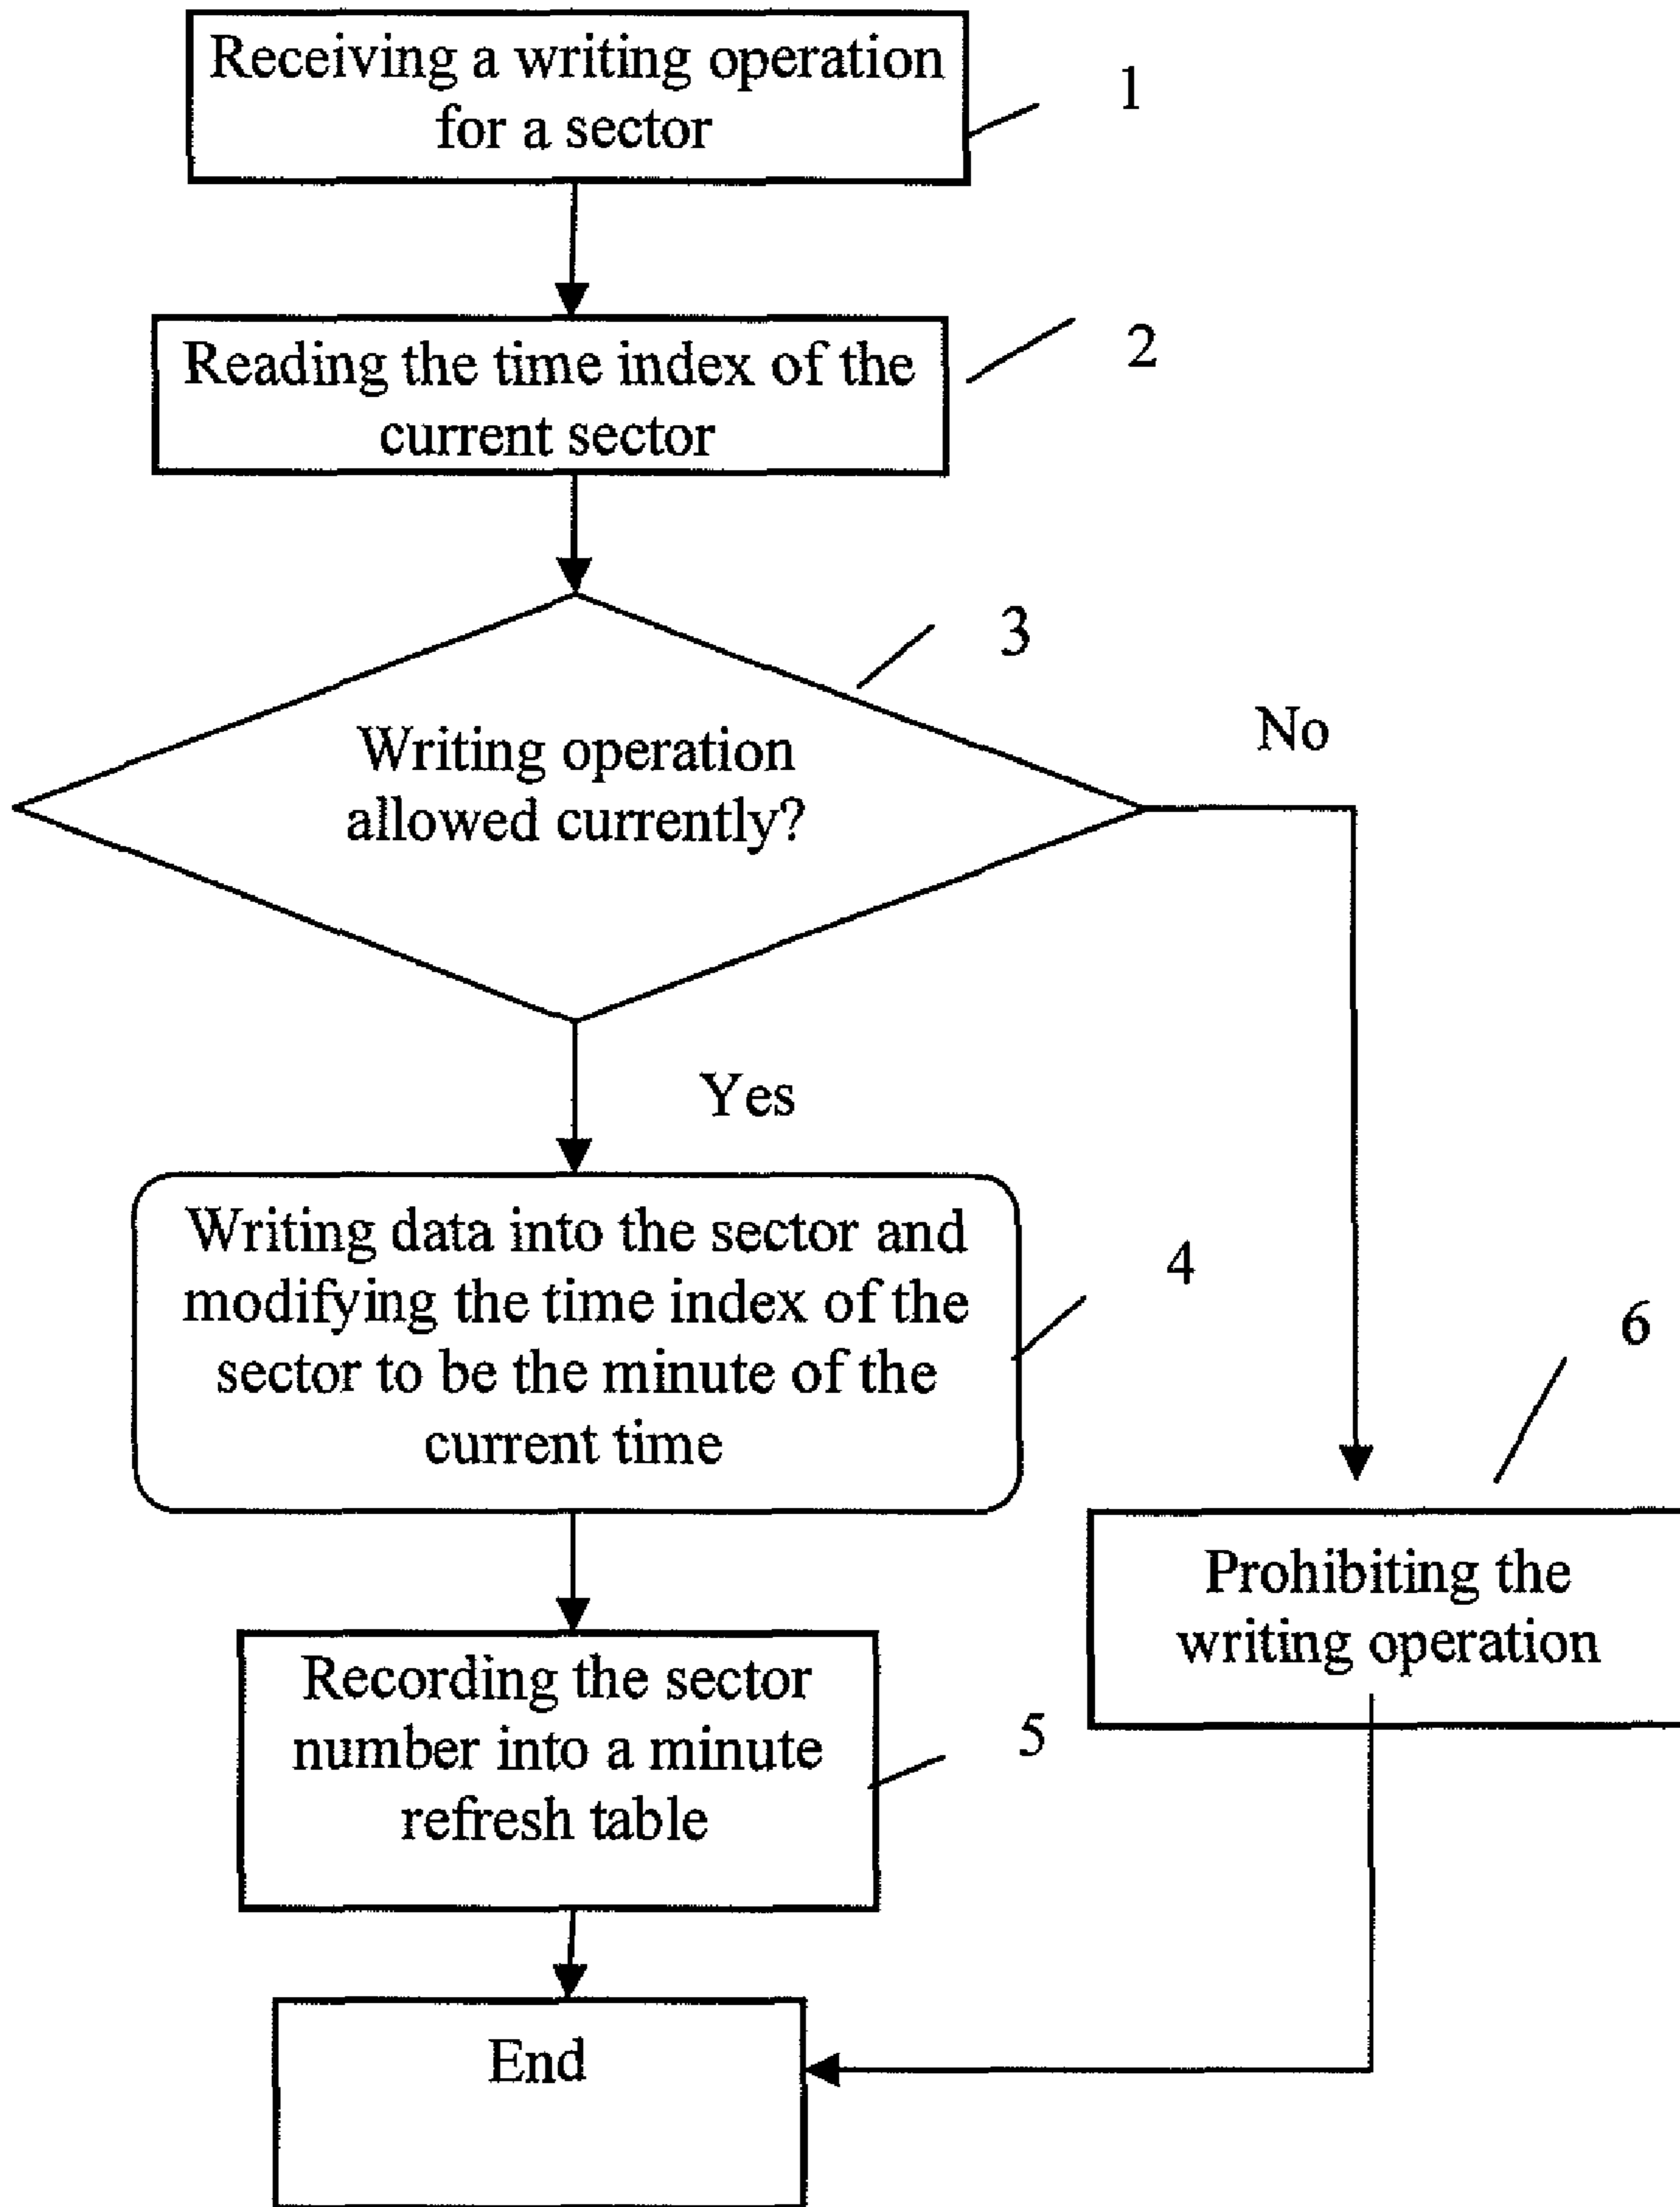 Receiving a writing operation
for a sector
1
Reading the time index of the
current sector
2
3
Writing operation
allowed currently?
No
Yes
Writing data into the sector and
modifying the time index of the
sector to be the minute of the
current time
4
6
Prohibiting the
writing operation
Recording the sector
number into a minute
refresh table
5
End